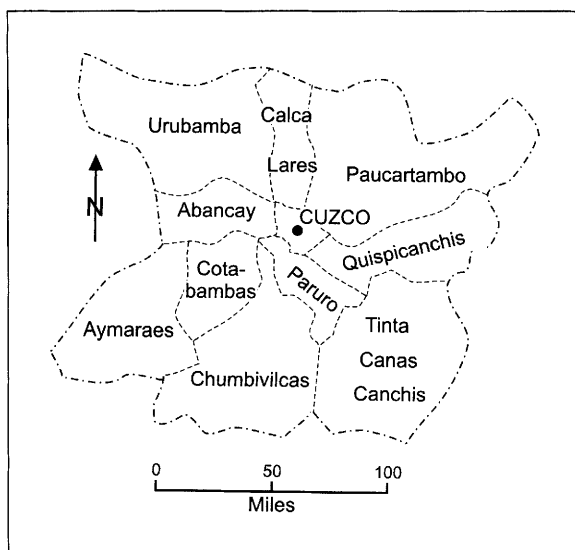 Calca
Urubamba
Lares
Paucartambo
N
Abancay
CUZCO
Quispicanchis
Cota-
bambas
Paruro
Aymaraes
Tinta
Canas
Canchis
Chumbivilcas
0 50 100
Miles